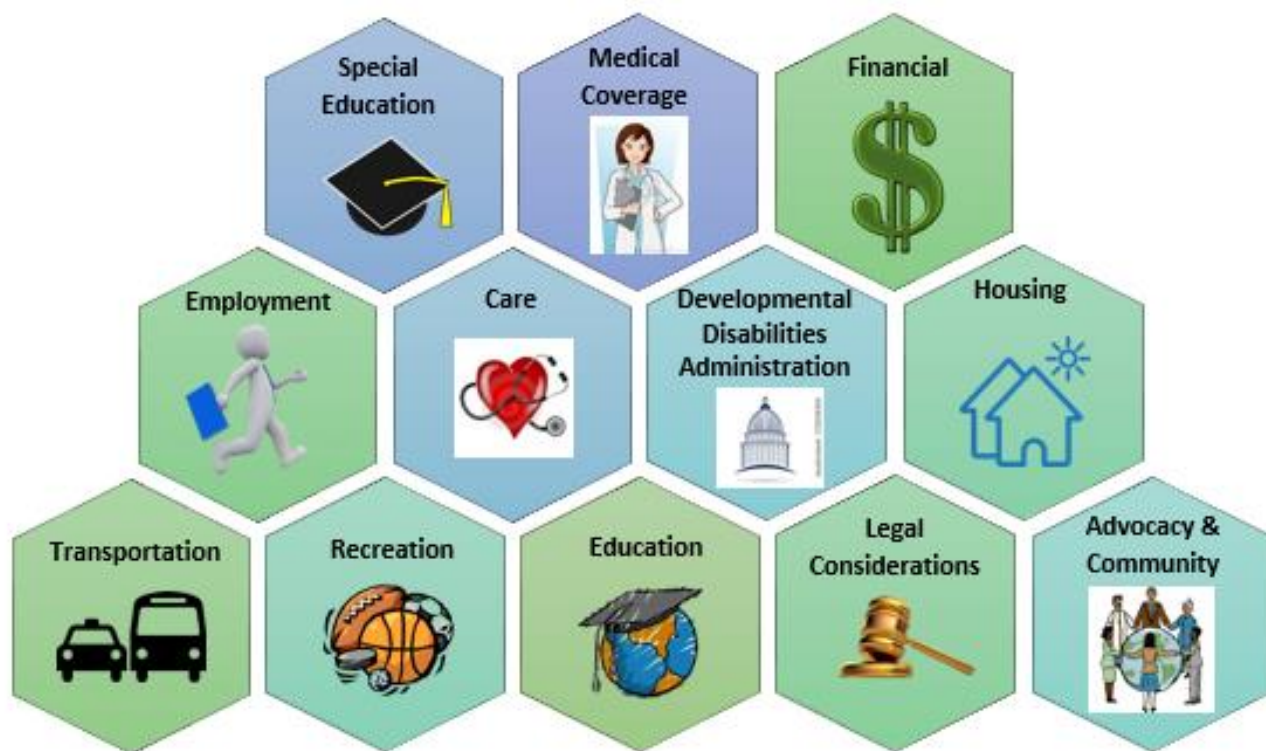 Special
Education
Medical
Coverage
Financial
Employment
Care
Developmental
Disabilities
Administration
Housing
Transportation
Recreation
Education
Legal
Considerations
Advocacy &
Community